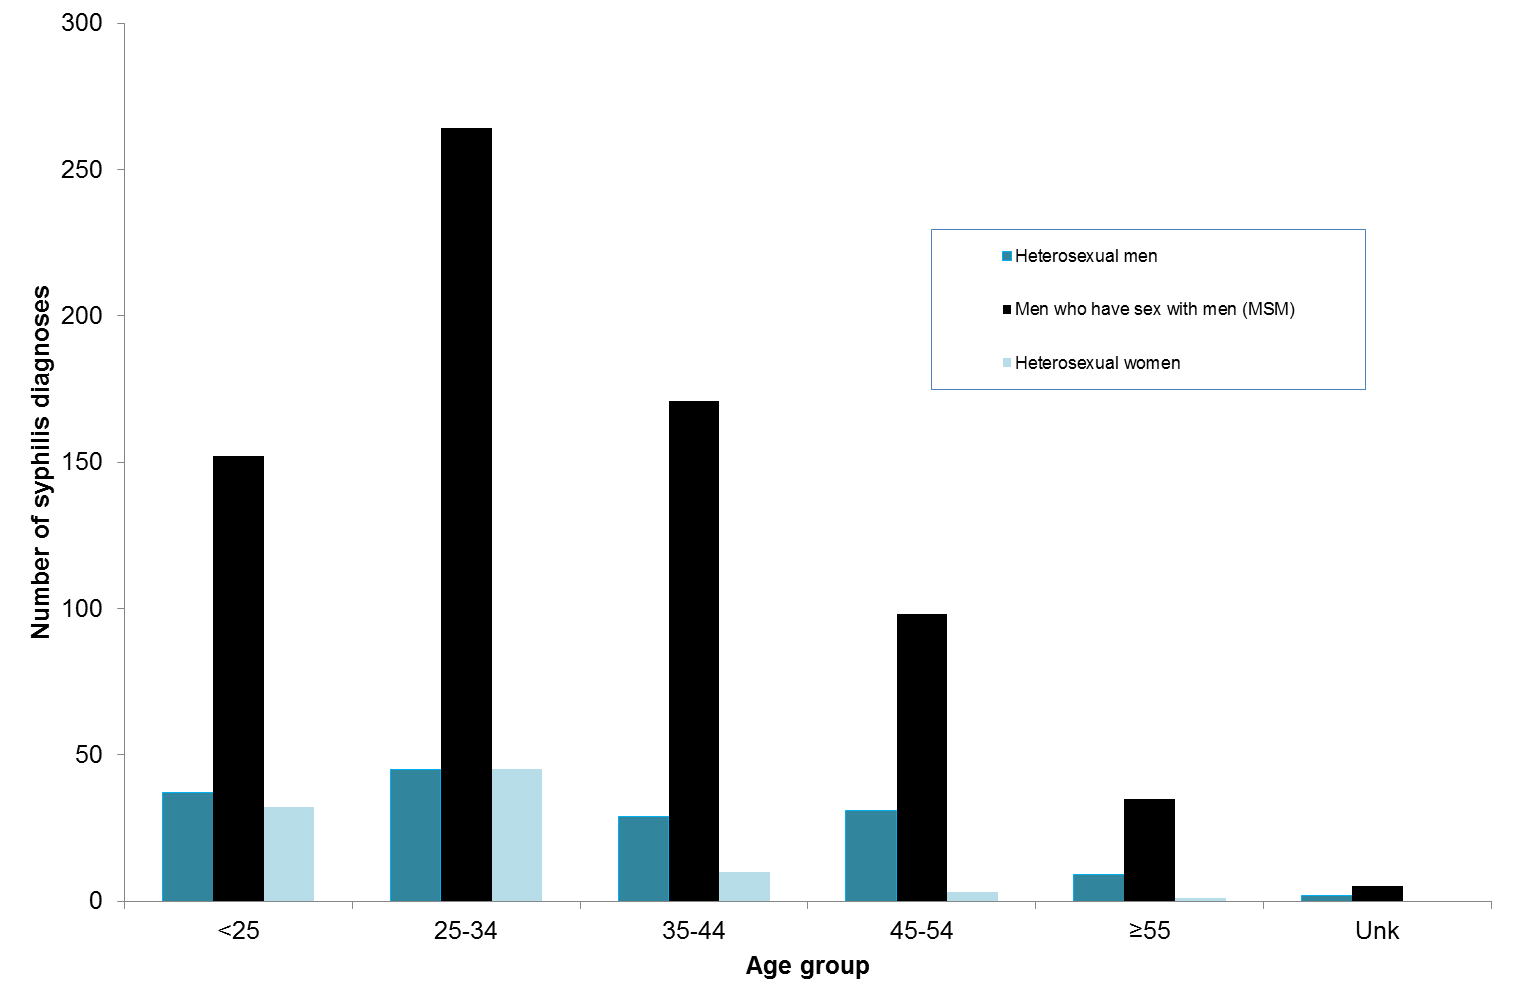 300
250
200
150
100
50
0
Number of syphilis diagnoses
Heterosexual men
Men who have sex with men (MSM)
Heterosexual women
<25 25-34 35-44 45-54 ≥55 Unk
Age group